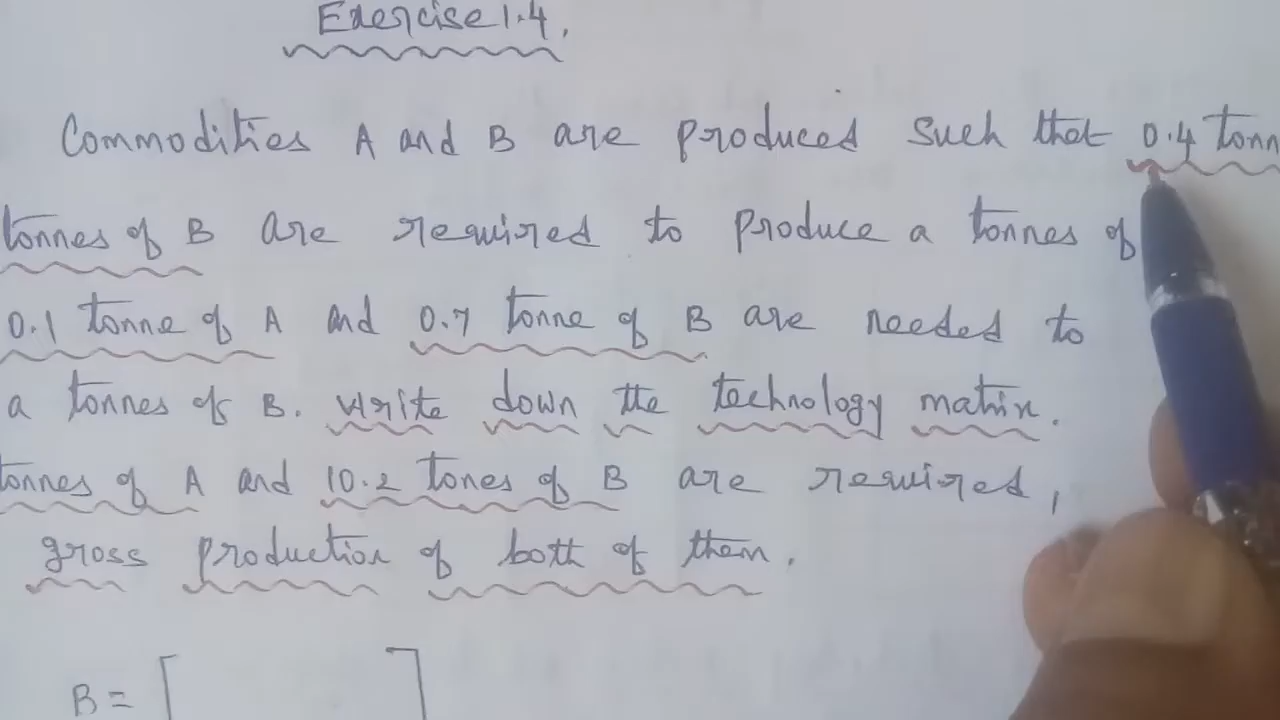 Exercise 1.4.
Commodities A and B are produced such that 0.4 tonn
tonnes of B are required to produce a tonnes of
0.1 tonne of A and 0.7 tonne of B are needed to
a tonnes of B. Write down the technology matrix.
tonnes of A and 10.2 tones of B are required,
gross production of both of them.
B = [ ]